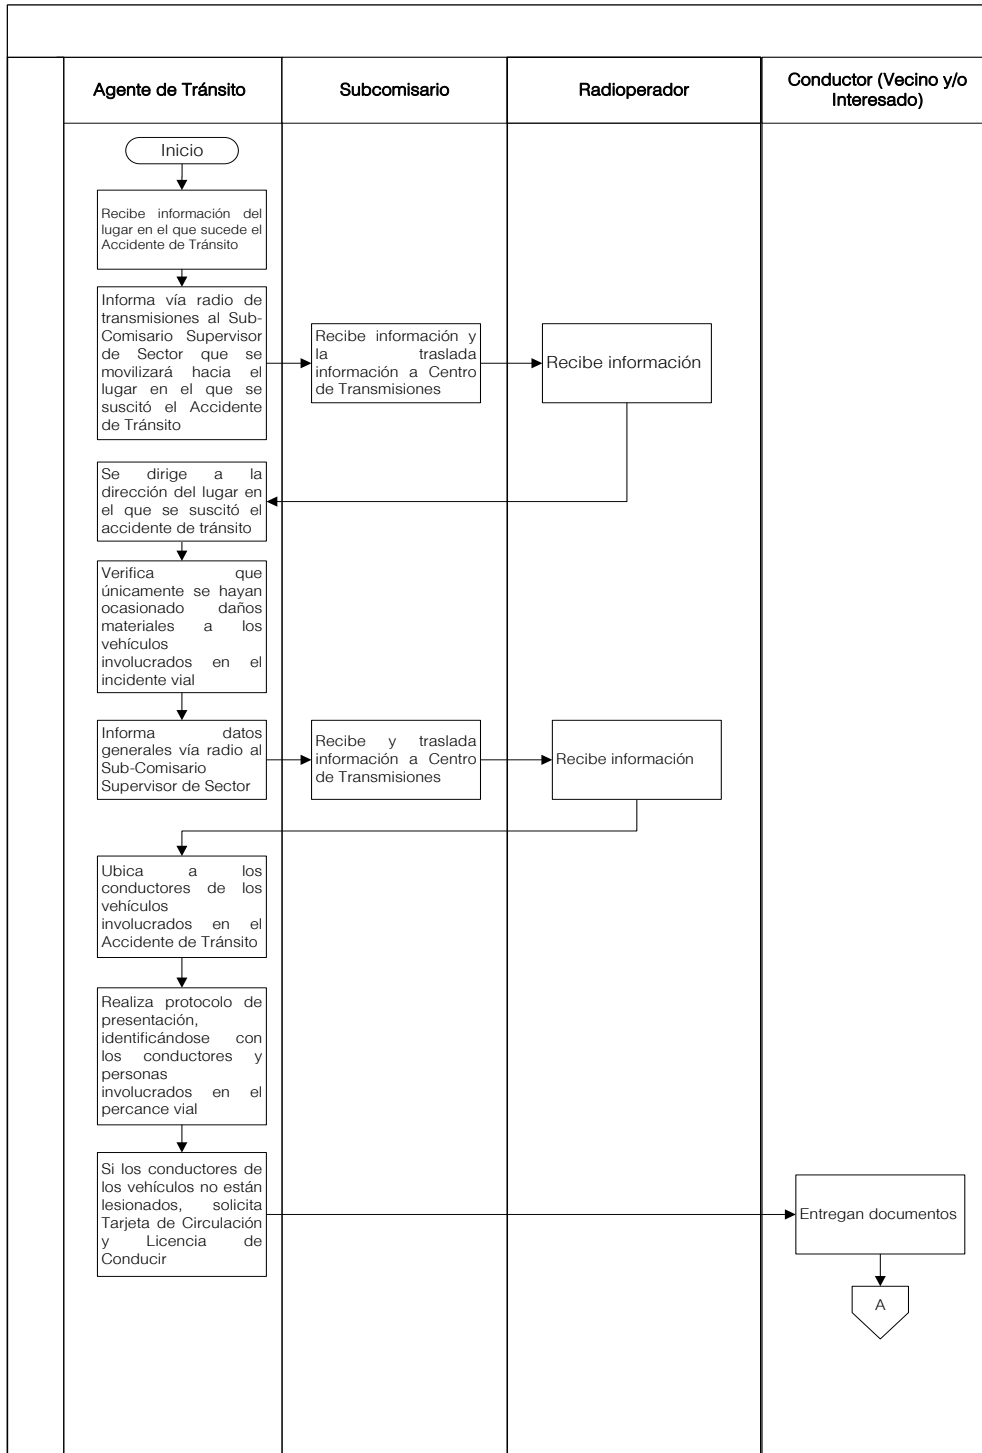 Agente de Tránsito
Subcomisario
Radioperador
Conductor (Vecino y/o
Interesado)
Inicio
Recibe información del
lugar en el que sucede el
Accidente de Tránsito
Informa vía radio de
transmisiones al Sub-
Comisario Supervisor
de Sector que se
movilizará hacia el
lugar en el que se
suscitó el Accidente
de Tránsito
Recibe información y
la traslada
información a Centro
de Transmisiones
Recibe información
Se dirige a la
dirección del lugar en
el que se suscitó el
accidente de tránsito
Verifica que
únicamente se hayan
ocasionado daños
materiales a los
vehículos
involucrados en el
incidente vial
Informa datos
generales vía radio al
Sub-Comisario
Supervisor de Sector
Recibe y traslada
información a Centro
de Transmisiones
Recibe información
Ubica a los
conductores de los
vehículos
involucrados en el
Accidente de Tránsito
Realiza protocolo de
presentación,
identificándose con
los conductores y
personas
involucrados en el
percance vial
Si los conductores de
los vehículos no están
lesionados, solicita
Tarjeta de Circulación
y Licencia de
Conducir
Entregan documentos
A